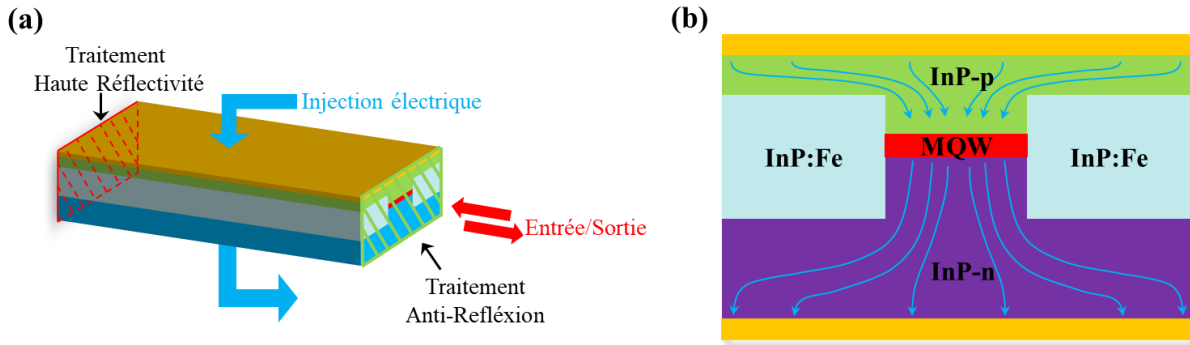 (a)
Traitement
Haute Réflectivité
Injection électrique
Entrée/Sortie
Traitement
Anti-Refléxion
(b)
InP-p
InP:Fe
MQW
InP:Fe
InP-n